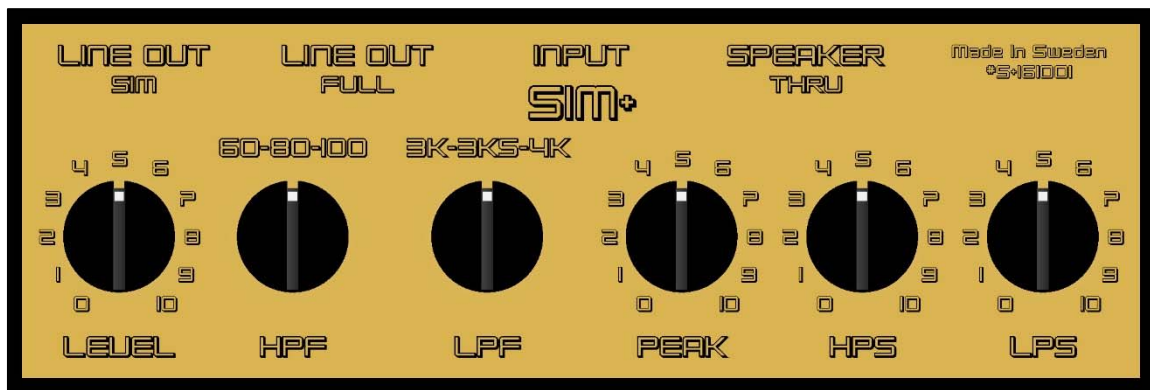 LINE OUT
SIM
LINE OUT
FULL
INPUT
SPEAKER
THRU
Made In Sweden
*S+161001
SIM+
60-80-100
3K-3K5-4K
0 1 2 3 4 5 6 7 8 9 10
0 1 2 3 4 5 6 7 8 9 10
0 1 2 3 4 5 6 7 8 9 10
0 1 2 3 4 5 6 7 8 9 10
LEVEL
HPF
LPF
PEAK
HPS
LPS